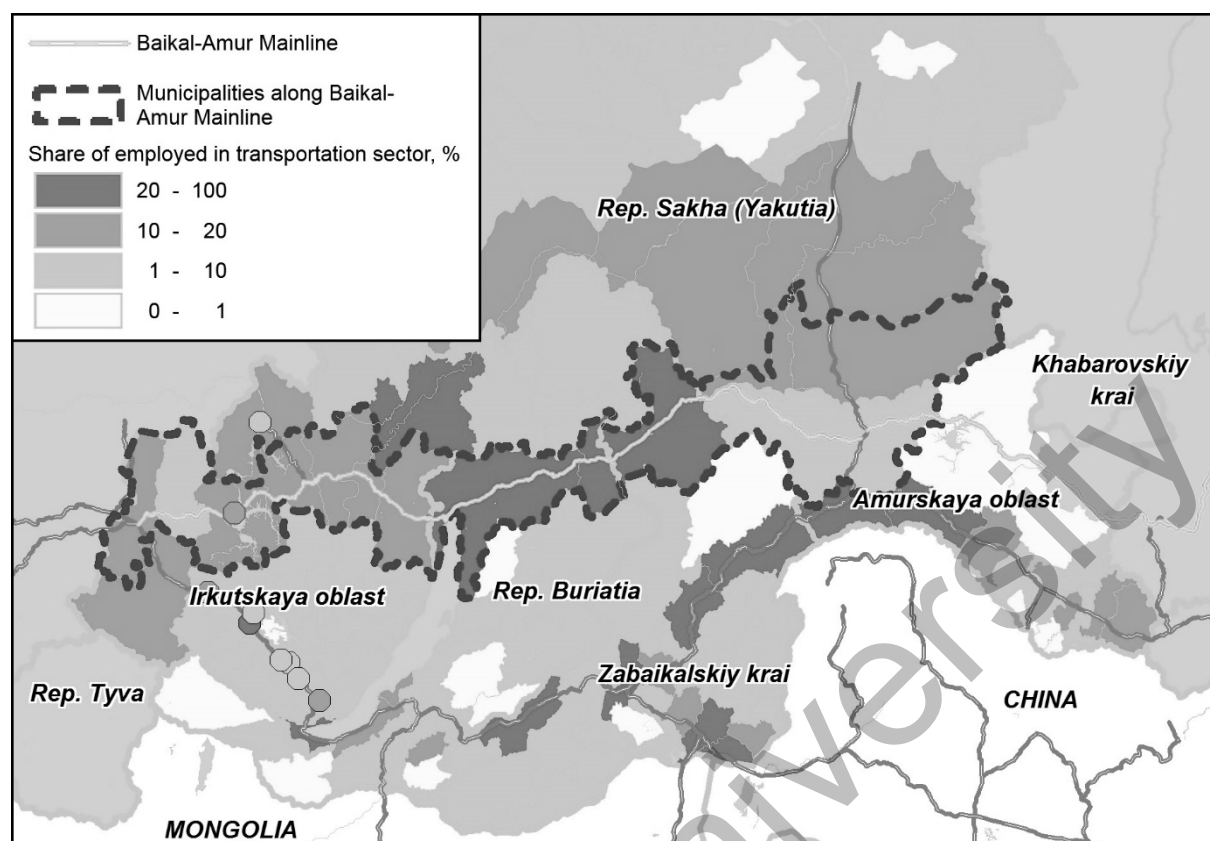 Baikal-Amur Mainline
Municipalities along Baikal-
Amur Mainline
Share of employed in transportation sector, %
20 - 100
10 - 20
1 - 10
0 - 1
Rep. Sakha (Yakutia)
Khabarovskiy
krai
Amurskaya oblast
Irkutskaya oblast
Rep. Buriatia
Rep. Tyva
Zabaikalskiy krai
CHINA
MONGOLIA
iversity